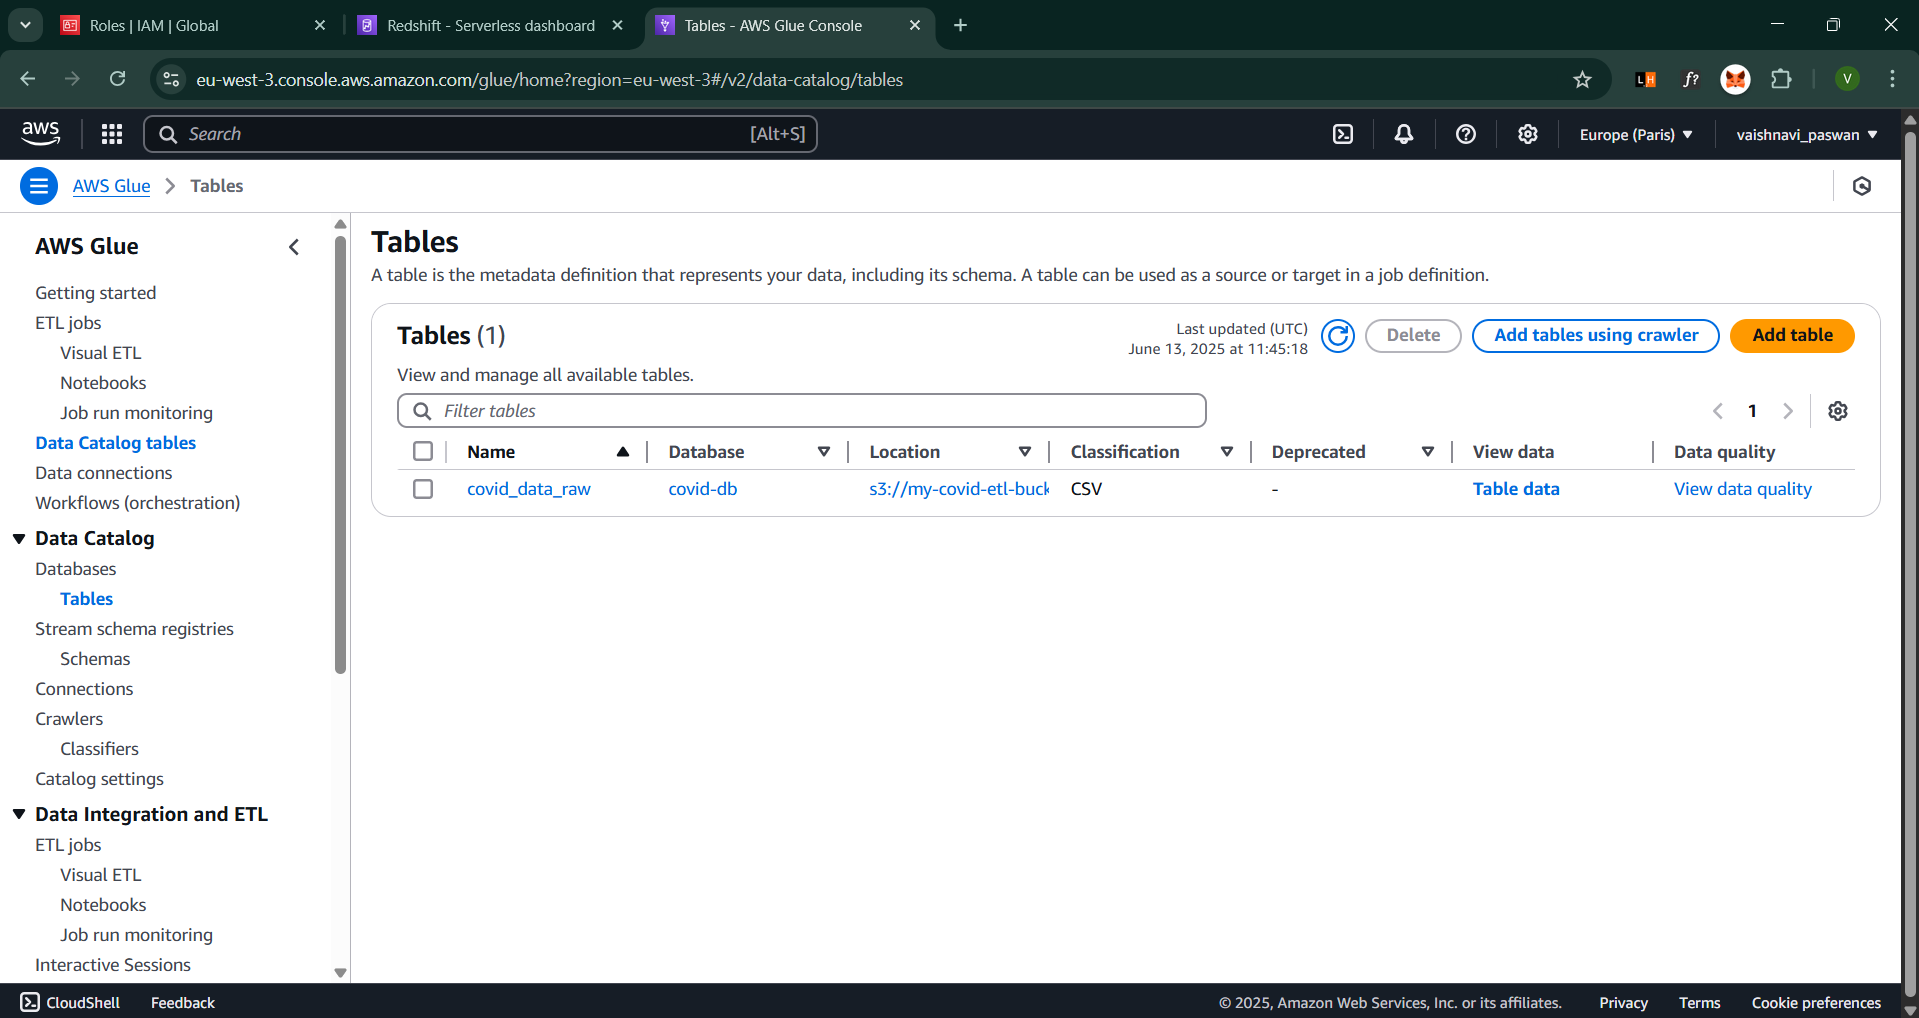 Roles | IAM | Global
Redshift - Serverless dashboard
Tables - AWS Glue Console
eu-west-3.console.aws.amazon.com/glue/home?region=eu-west-3#/v2/data-catalog/tables
LH
f?
V
aws
Search
[Alt+S]
Europe (Paris)
vaishnavi_paswan
AWS Glue
Tables
AWS Glue
Getting started
ETL jobs
Visual ETL
Notebooks
Job run monitoring
Data Catalog tables
Data connections
Workflows (orchestration)
Data Catalog
Databases
Tables
Stream schema registries
Schemas
Connections
Crawlers
Classifiers
Catalog settings
Data Integration and ETL
ETL jobs
Visual ETL
Notebooks
Job run monitoring
Interactive Sessions
Tables
A table is the metadata definition that represents your data, including its schema. A table can be used as a source or target in a job definition.
Tables (1)
Last updated (UTC)
June 13, 2025 at 11:45:18
Delete
Add tables using crawler
Add table
View and manage all available tables.
Filter tables
1
Name Database Location Classification Deprecated View data Data quality
covid_data_raw covid-db s3://my-covid-etl-buck CSV - Table data View data quality
CloudShell
Feedback
© 2025, Amazon Web Services, Inc. or its affiliates.
Privacy
Terms
Cookie preferences